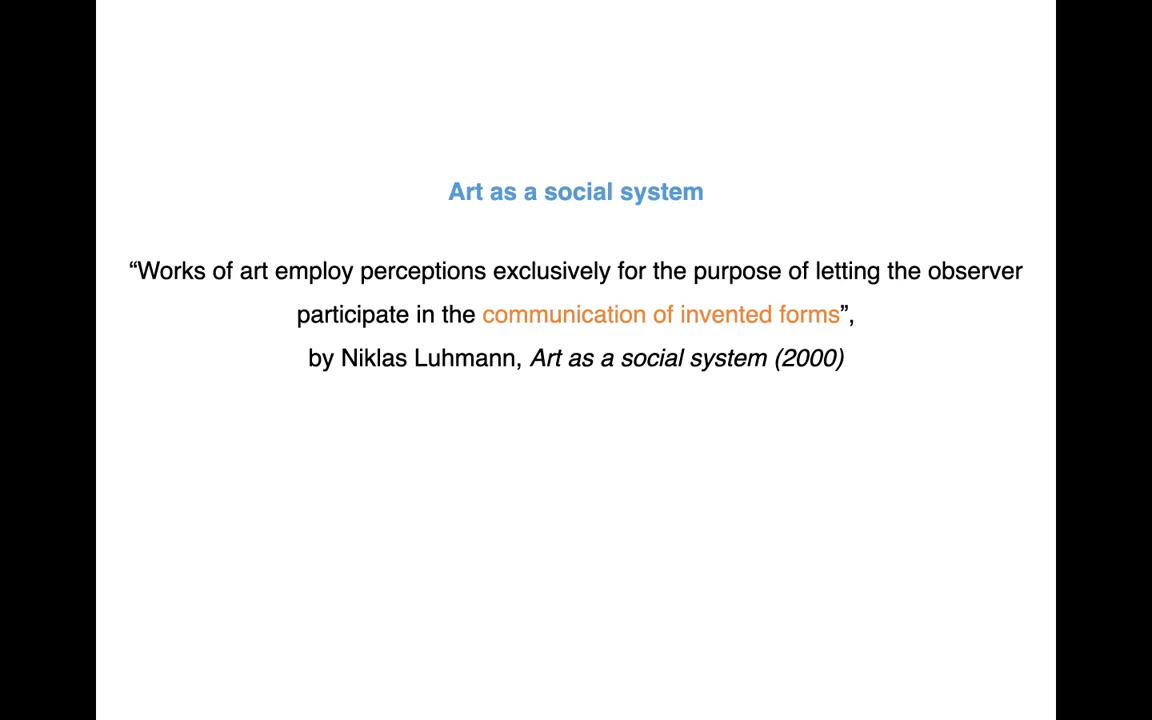 Art as a social system
“Works of art employ perceptions exclusively for the purpose of letting the observer
participate in the communication of invented forms”,
by Niklas Luhmann, Art as a social system (2000)